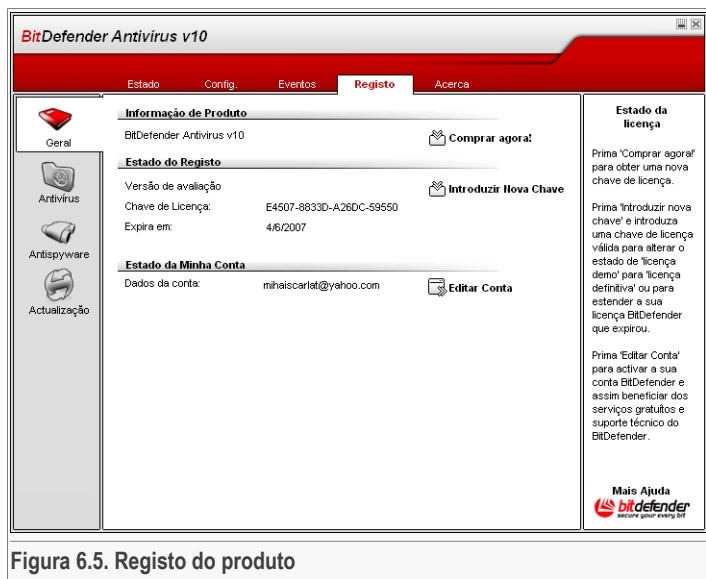 BitDefender Antivírus v10
Estado Config. Eventos Registo Acerca
Geral
Antivírus
Antispyware
Actualização
Informação de Produto
BitDefender Antivirus v10
Comprar agora!
Estado do Registo
Versão de avaliação
Introduzir Nova Chave
Chave de Licença: E4507-8833D-A26DC-59550
Expira em: 4/6/2007
Estado da Minha Conta
Dados da conta: mihaiscarlat@yahoo.com
Editar Conta
Estado da
licença
Prima 'Comprar agora!'
para obter uma nova
chave de licença.
Prima 'Introduzir nova
chave' e introduza
uma chave de licença
válida para alterar o
estado de 'licença
demo' para 'licença
definitiva' ou para
estender a sua
licença BitDefender
que expirou.
Prima 'Editar Conta'
para activar a sua
conta BitDefender e
assim beneficiar dos
serviços gratuítos e
suporte técnico do
BitDefender.
Mais Ajuda
bitdefender
secure your every bit
Figura 6.5. Registo do produto